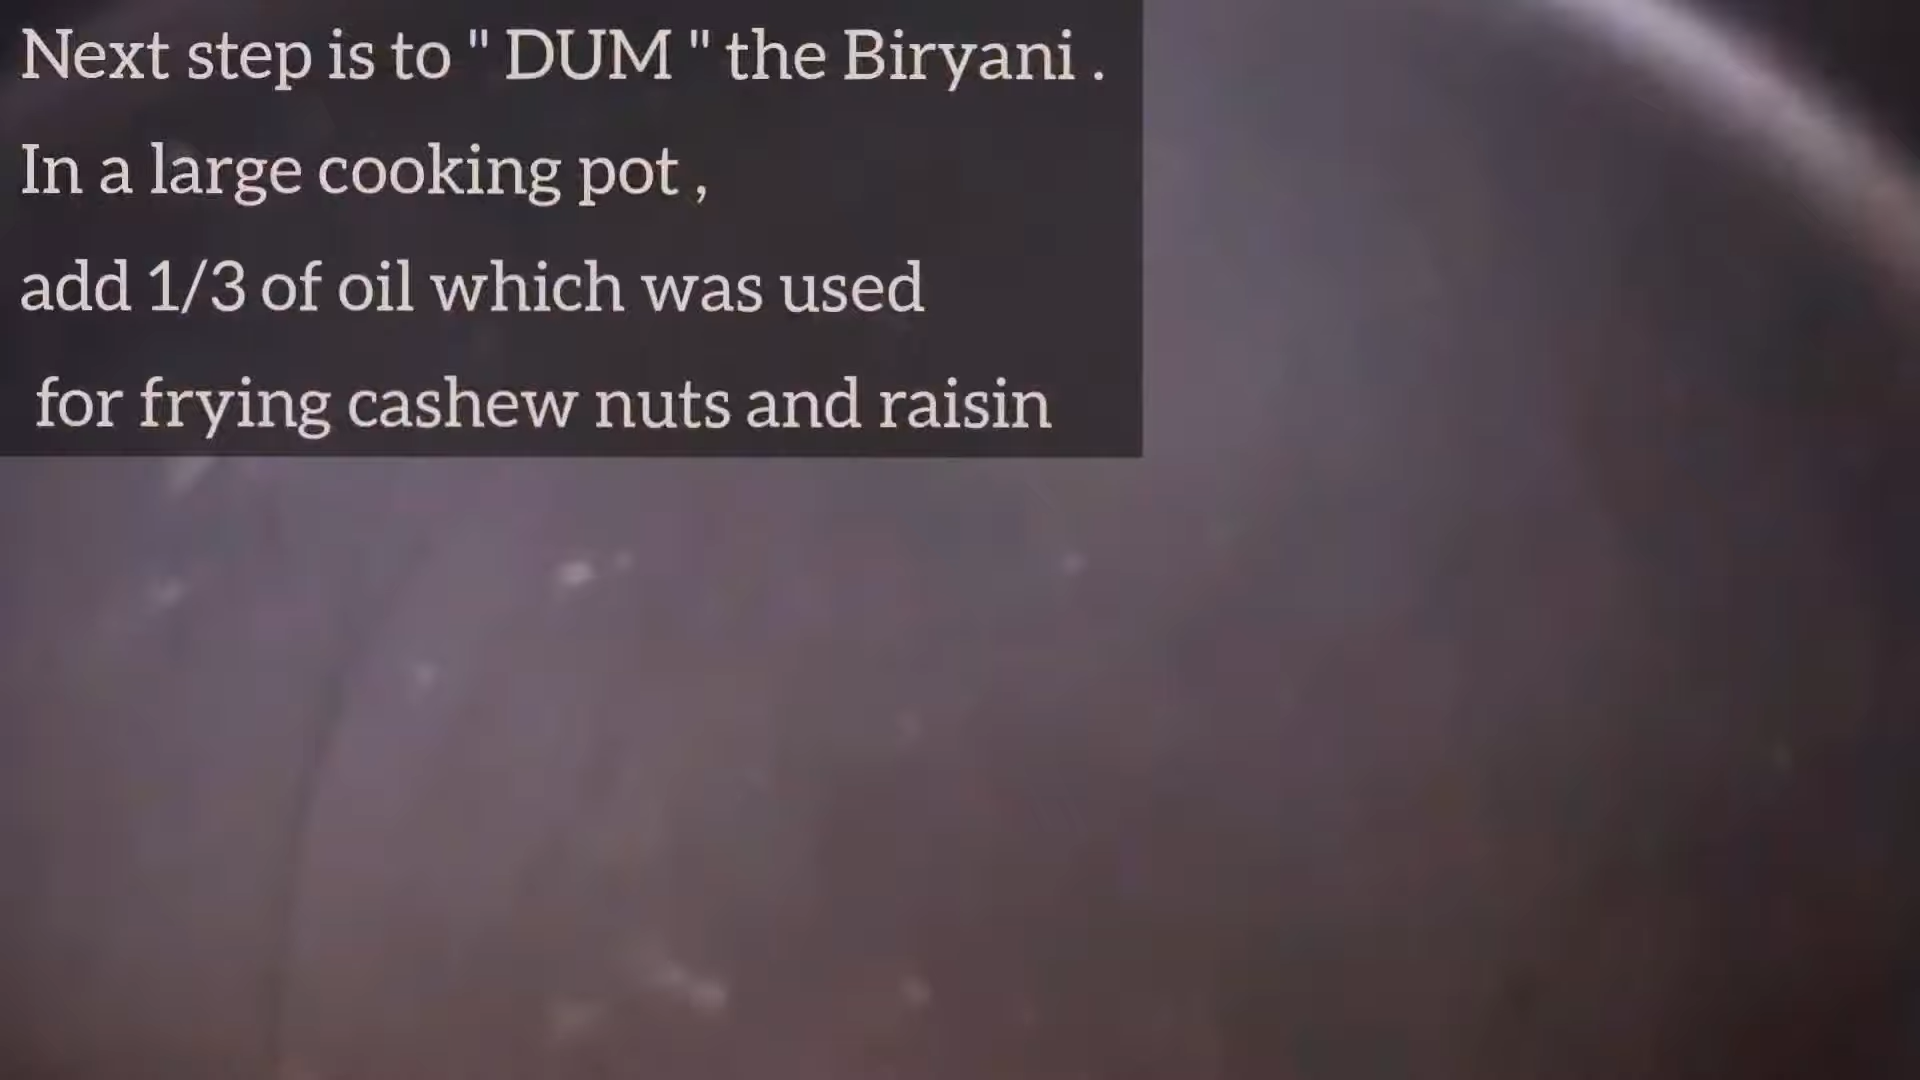 Next step is to " DUM " the Biryani .
In a large cooking pot ,
add 1/3 of oil which was used
for frying cashew nuts and raisin